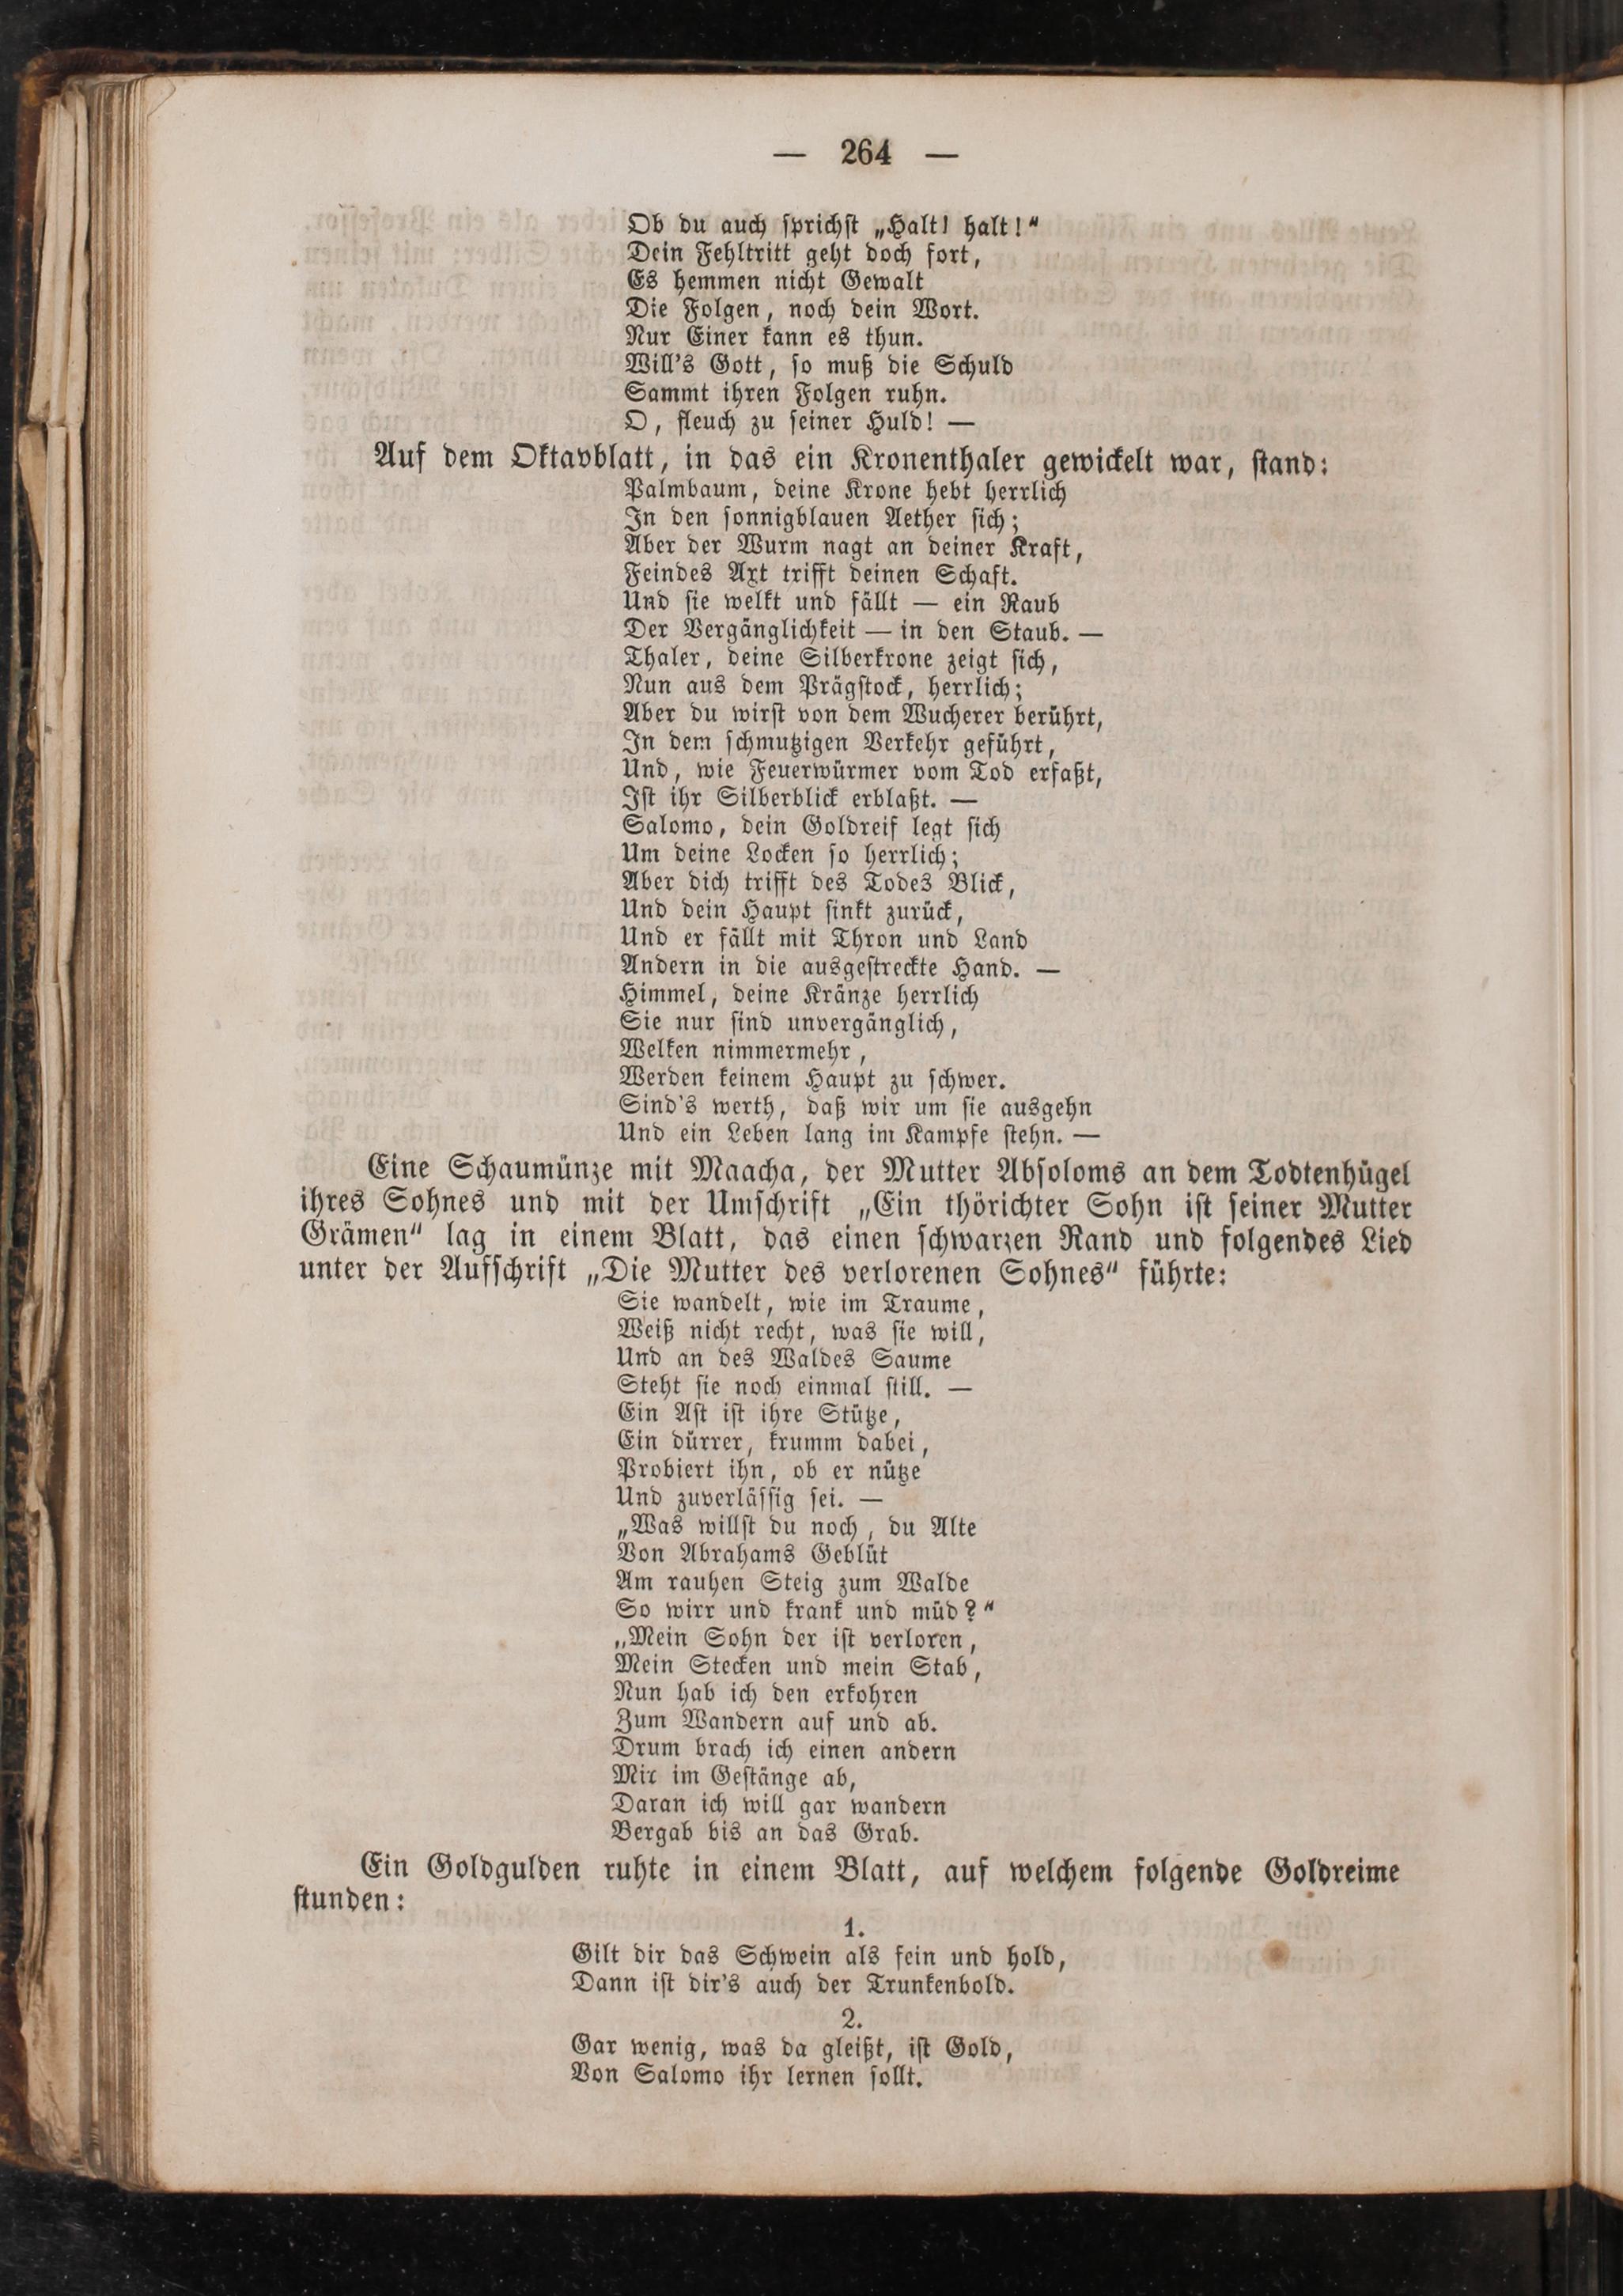 — 264 —
Ob du auch sprichst „Halt! halt!“
Dein Fehltritt geht doch fort,
Es hemmen nicht Gewalt
Die Folgen, noch dein Wort.
Nur Einer kann es thun.
Will's Gott, so muß die Schuld
Sammt ihren Folgen ruhn.
O, fleuch zu seiner Huld! —
Auf dem Oktavblatt, in das ein Kronenthaler gewickelt war, stand:
Palmbaum, deine Krone hebt herrlich
In den sonnigblauen Aether sich;
Aber der Wurm nagt an deiner Kraft,
Feindes Axt trifft deinen Schaft.
Und sie welkt und fällt — ein Raub
Der Vergänglichkeit — in den Staub. —
Thaler, deine Silberkrone zeigt sich,
Nun aus dem Prägstock, herrlich;
Aber du wirst von dem Wucherer berührt,
In dem schmutzigen Verkehr geführt,
Und, wie Feuerwürmer vom Tod erfaßt,
Ist ihr Silberblick erblaßt. —
Salomo, dein Goldreif legt sich
Um deine Locken so herrlich;
Aber dich trifft des Todes Blick,
Und dein Haupt sinkt zurück,
Und er fällt mit Thron und Land
Andern in die ausgestreckte Hand. —
Himmel, deine Kränze herrlich
Sie nur sind unvergänglich,
Welken nimmermehr,
Werden keinem Haupt zu schwer.
Sind's werth, daß wir um sie ausgehn
Und ein Leben lang im Kampfe stehn. —
Eine Schaumünze mit Maacha, der Mutter Absoloms an dem Todtenhügel
ihres Sohnes und mit der Umschrift „Ein thörichter Sohn ist seiner Mutter
Grämen“ lag in einem Blatt, das einen schwarzen Rand und folgendes Lied
unter der Aufschrift „Die Mutter des verlorenen Sohnes“ führte:
Sie wandelt, wie im Traume,
Weiß nicht recht, was sie will,
Und an des Waldes Saume
Steht sie noch einmal still. —
Ein Ast ist ihre Stütze,
Ein dürrer, krumm dabei,
Probiert ihn, ob er nütze
Und zuverlässig sei. —
„Was willst du noch, du Alte
Von Abrahams Geblüt
Am rauhen Steig zum Walde
So wirr und krank und müd?“
„Mein Sohn der ist verloren,
Mein Stecken und mein Stab,
Nun hab ich den erkohren
Zum Wandern auf und ab.
Drum brach ich einen andern
Mir im Gestänge ab,
Daran ich will gar wandern
Bergab bis an das Grab.
Ein Goldgulden ruhte in einem Blatt, auf welchem folgende Goldreime
stunden:
1.
Gilt dir das Schwein als fein und hold,
Dann ist dir's auch der Trunkenbold.
2.
Gar wenig, was da gleißt, ist Gold,
Von Salomo ihr lernen sollt.